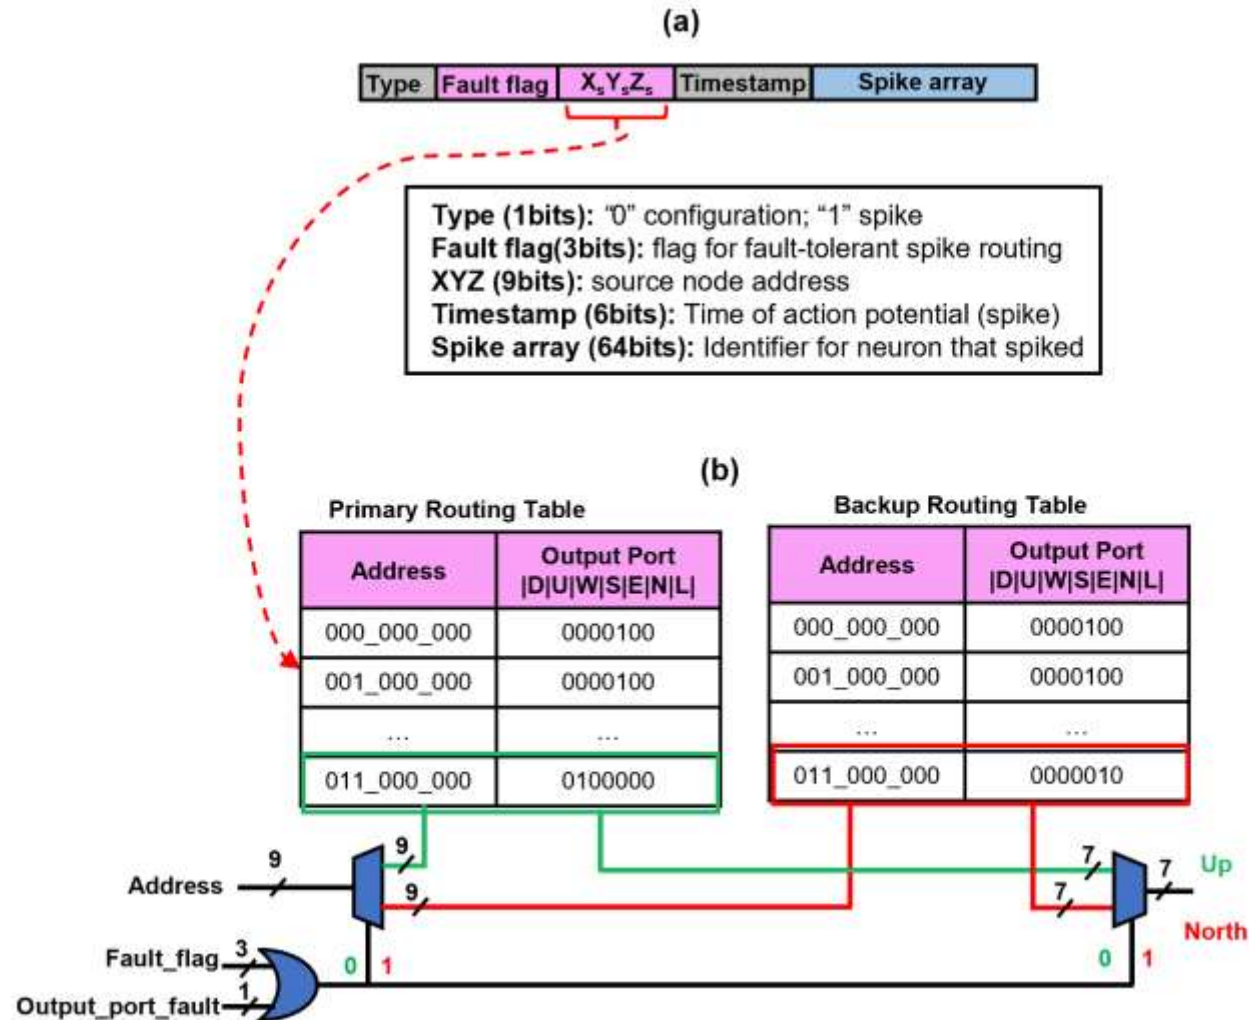 (a)
Type Fault flag XsYsZs Timestamp Spike array
Type (1bits): “0” configuration; “1” spike
Fault flag(3bits): flag for fault-tolerant spike routing
XYZ (9bits): source node address
Timestamp (6bits): Time of action potential (spike)
Spike array (64bits): Identifier for neuron that spiked
(b)
Primary Routing Table
Address Output Port
|D|U|W|S|E|N|L|
000_000_000 0000100
001_000_000 0000100
... ...
011_000_000 0100000
Backup Routing Table
Address Output Port
|D|U|W|S|E|N|L|
000_000_000 0000100
001_000_000 0000100
... ...
011_000_000 0000010
Address 9 9 7 7 Up
9 7 North
Fault_flag 3 0 1 0 1
Output_port_fault 1